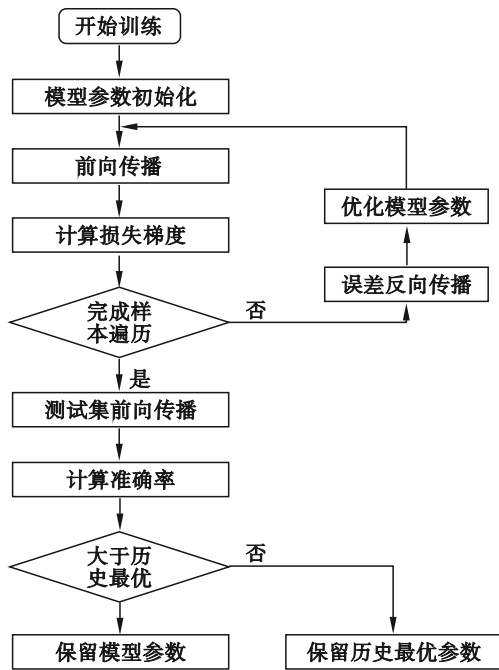 开始训练
模型参数初始化
前向传播
计算损失梯度
完成样
本遍历
否
误差反向传播
优化模型参数
是
测试集前向传播
计算准确率
大于历
史最优
否
保留模型参数
保留历史最优参数